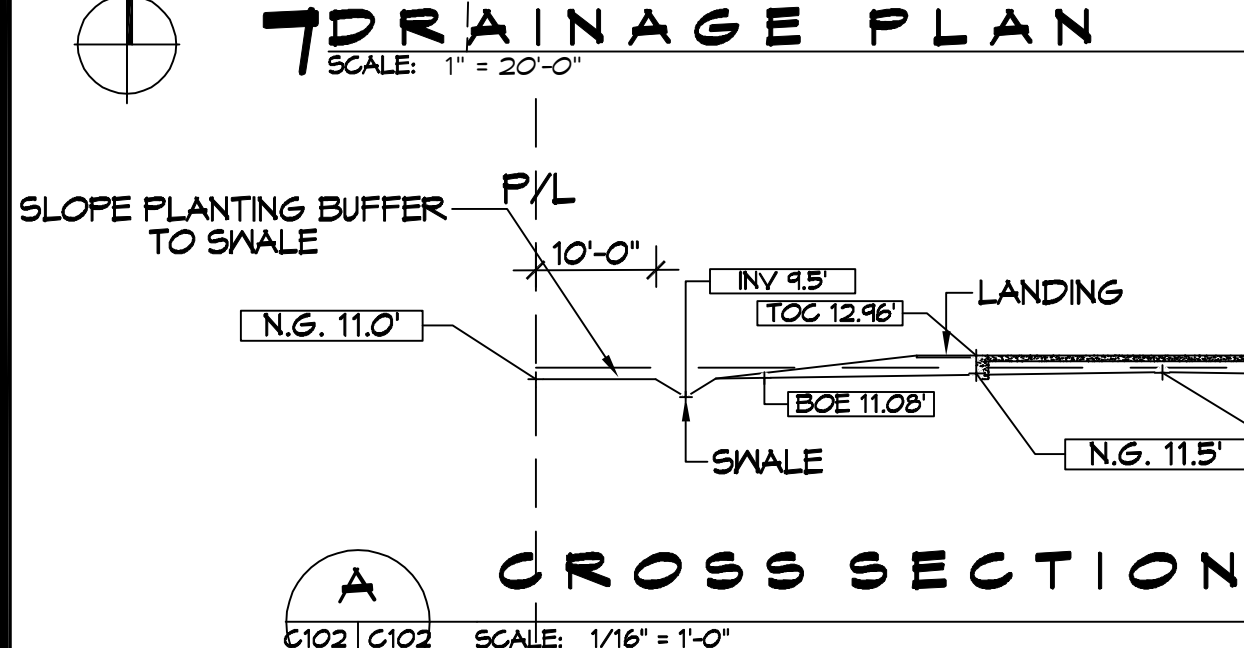 DRAINAGE PLAN
SCALE: 1" = 20'-0"
P/L
SLOPE PLANTING BUFFER
TO SWALE
10'-0"
INV 9.5'
LANDING
TOC 12.96'
N.G. 11.0'
BOE 11.08'
N.G. 11.5'
SWALE
CROSS SECTION
A
C102 C102
SCALE: 1/16" = 1'-0"